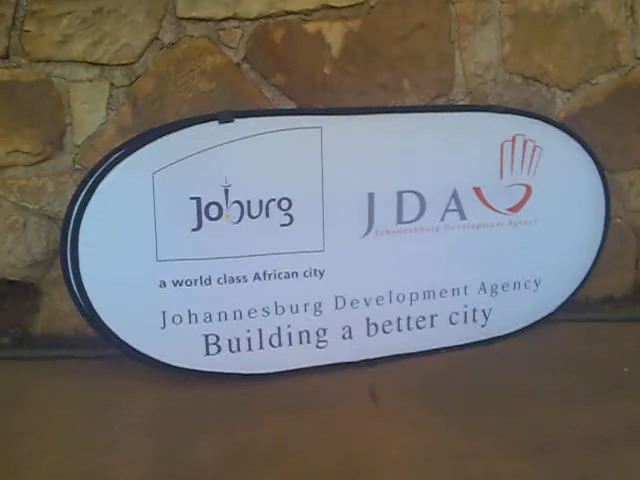 Joburg
a world class African city
JDA
Johannesburg Development Agency
Johannesburg Development Agency
Building a better city